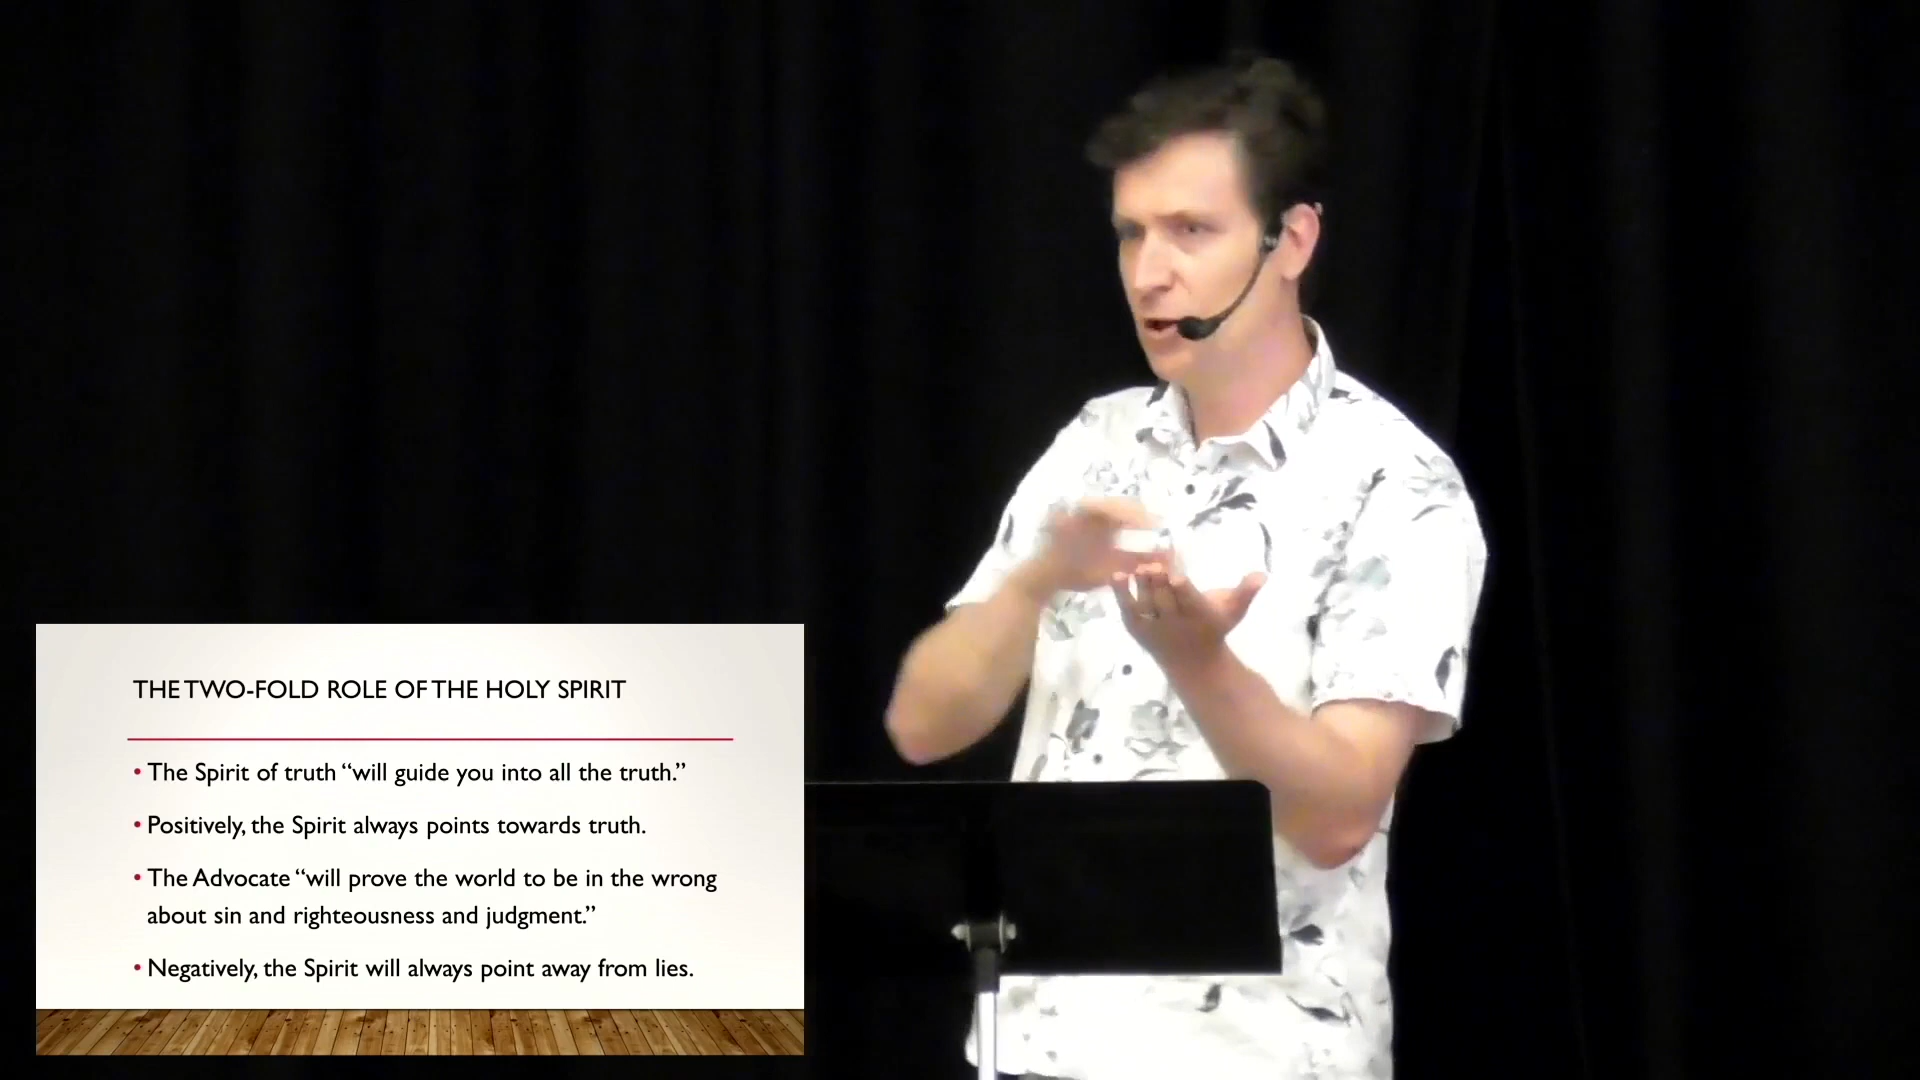 THE TWO-FOLD ROLE OF THE HOLY SPIRIT
• The Spirit of truth “will guide you into all the truth.”
• Positively, the Spirit always points towards truth.
• The Advocate “will prove the world to be in the wrong
about sin and righteousness and judgment.”
• Negatively, the Spirit will always point away from lies.